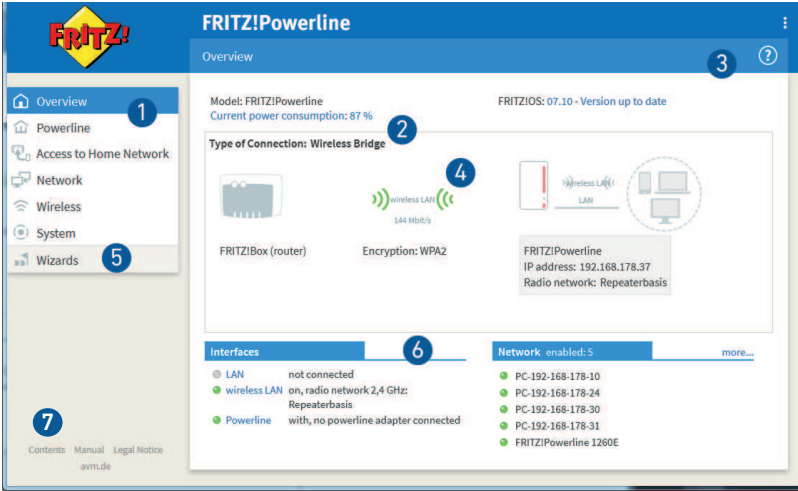 FRITZ!
FRITZ!Powerline
Overview
3
?
Overview
1
Powerline
Access to Home Network
Network
Wireless
System
Wizards
5
7
Contents Manual Legal Notice
avm.de
Model: FRITZ!Powerline
Current power consumption: 87 %
FRITZ!OS: 07.10 - Version up to date
2
Type of Connection: Wireless Bridge
4
wireless LAN
144 Mbit/s
wireless LAN
LAN
FRITZ!Box (router)
Encryption: WPA2
FRITZ!Powerline
IP address: 192.168.178.37
Radio network: Repeaterbasis
Interfaces
6
LAN not connected
wireless LAN on, radio network 2,4 GHz:
Repeaterbasis
Powerline with, no powerline adapter connected
Network enabled: 5 more...
PC-192-168-178-10
PC-192-168-178-24
PC-192-168-178-30
PC-192-168-178-31
FRITZ!Powerline 1260E